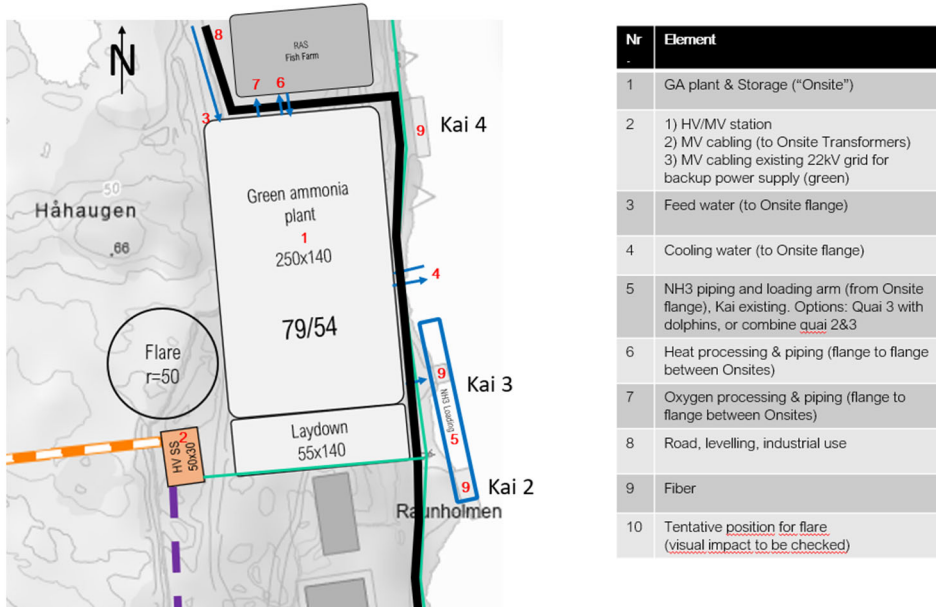 N
8
RAS
Fish Farm
7
6
3
9
Kai 4
50
Håhaugen
66
Green ammonia
plant
1
250x140
4
79/54
Flare
r=50
9
Kai 3
NH3 Loading
5
Laydown
55x140
2
HV SS
50x30
9
Kai 2
Raunholmen
Nr
.
Element
1
GA plant & Storage ("Onsite")
2
1) HV/MV station
2) MV cabling (to Onsite Transformers)
3) MV cabling existing 22kV grid for
backup power supply (green)
3
Feed water (to Onsite flange)
4
Cooling water (to Onsite flange)
5
NH3 piping and loading arm (from Onsite
flange), Kai existing. Options: Quai 3 with
dolphins, or combine quai 2&3
6
Heat processing & piping (flange to flange
between Onsites)
7
Oxygen processing & piping (flange to
flange between Onsites)
8
Road, levelling, industrial use
9
Fiber
10
Tentative position for flare
(visual impact to be checked)